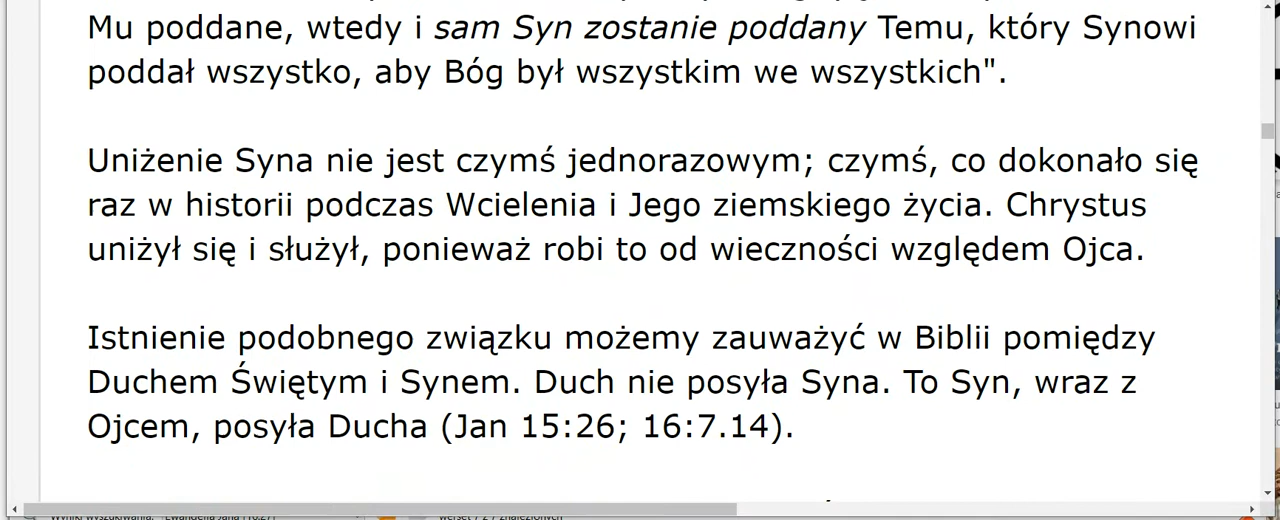 Mu poddane, wtedy i sam Syn zostanie poddany Temu, który Synowi
poddał wszystko, aby Bóg był wszystkim we wszystkich".
Uniżenie Syna nie jest czymś jednorazowym; czymś, co dokonało się
raz w historii podczas Wcielenia i Jego ziemskiego życia. Chrystus
uniżył się i służył, ponieważ robi to od wieczności względem Ojca.
Istnienie podobnego związku możemy zauważyć w Biblii pomiędzy
Duchem Świętym i Synem. Duch nie posyła Syna. To Syn, wraz z
Ojcem, posyła Ducha (Jan 15:26; 16:7.14).